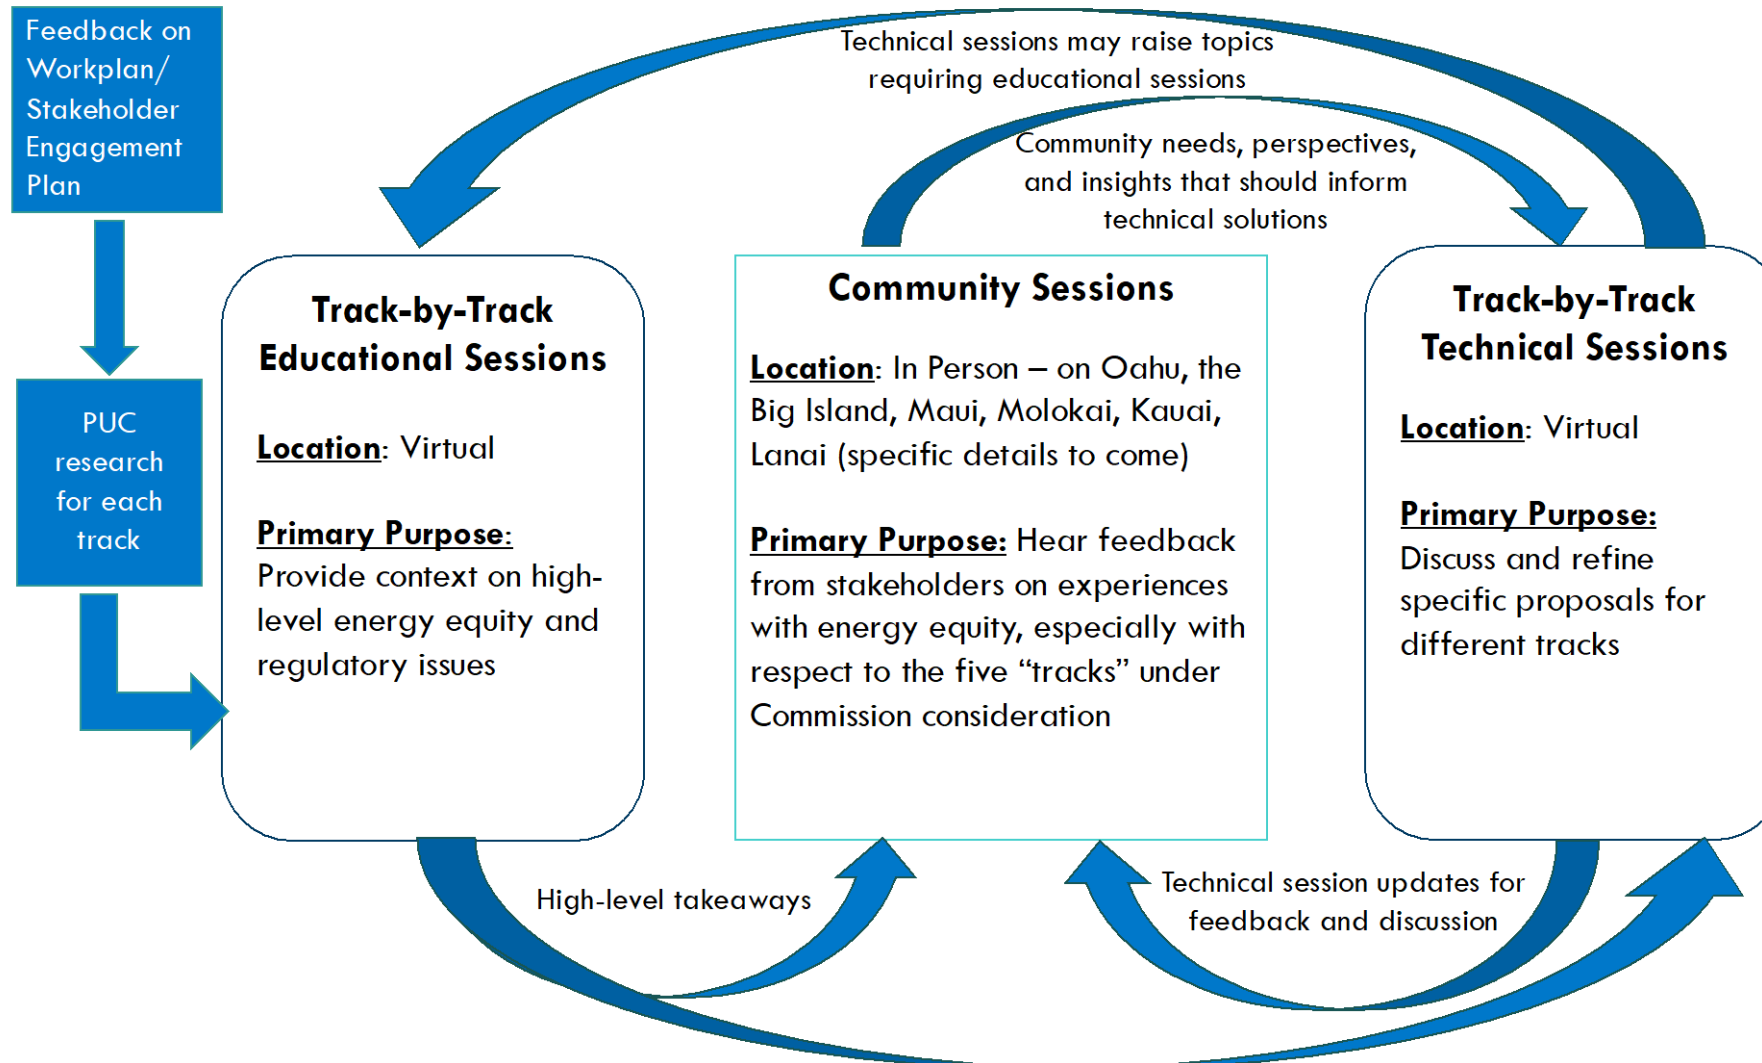 Feedback on
Workplan/
Stakeholder
Engagement
Plan
PUC
research
for each
track
Technical sessions may raise topics
requiring educational sessions
Community needs, perspectives,
and insights that should inform
technical solutions
Track-by-Track
Educational Sessions
Location: Virtual
Primary Purpose:
Provide context on high-
level energy equity and
regulatory issues
Community Sessions
Location: In Person – on Oahu, the
Big Island, Maui, Molokai, Kauai,
Lanai (specific details to come)
Primary Purpose: Hear feedback
from stakeholders on experiences
with energy equity, especially with
respect to the five “tracks” under
Commission consideration
Track-by-Track
Technical Sessions
Location: Virtual
Primary Purpose:
Discuss and refine
specific proposals for
different tracks
High-level takeaways
Technical session updates for
feedback and discussion